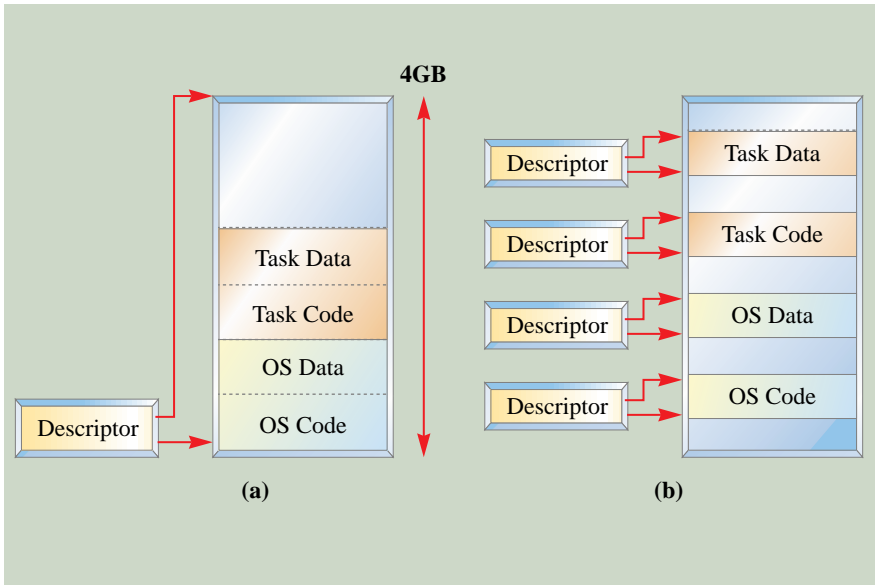 4GB
Task Data
Task Code
OS Data
OS Code
Descriptor
(a)
Descriptor
Task Data
Descriptor
Task Code
Descriptor
OS Data
Descriptor
OS Code
(b)